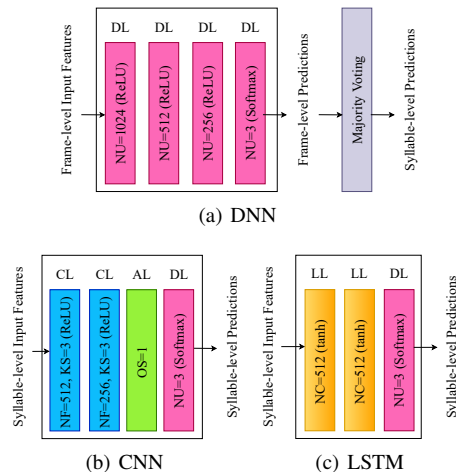 DL DL DL DL
Frame-level Input Features
NU=1024 (ReLU)
NU=512 (ReLU)
NU=256 (ReLU)
NU=3 (Softmax)
Frame-level Predictions
Majority Voting
Syllable-level Predictions
(a) DNN
CL CL AL DL
Syllable-level Input Features
NF=512, KS=3 (ReLU)
NF=256, KS=3 (ReLU)
OS=1
NU=3 (Softmax)
Syllable-level Predictions
(b) CNN
LL LL DL
Syllable-level Input Features
NC=512 (tanh)
NC=512 (tanh)
NU=3 (Softmax)
Syllable-level Predictions
(c) LSTM